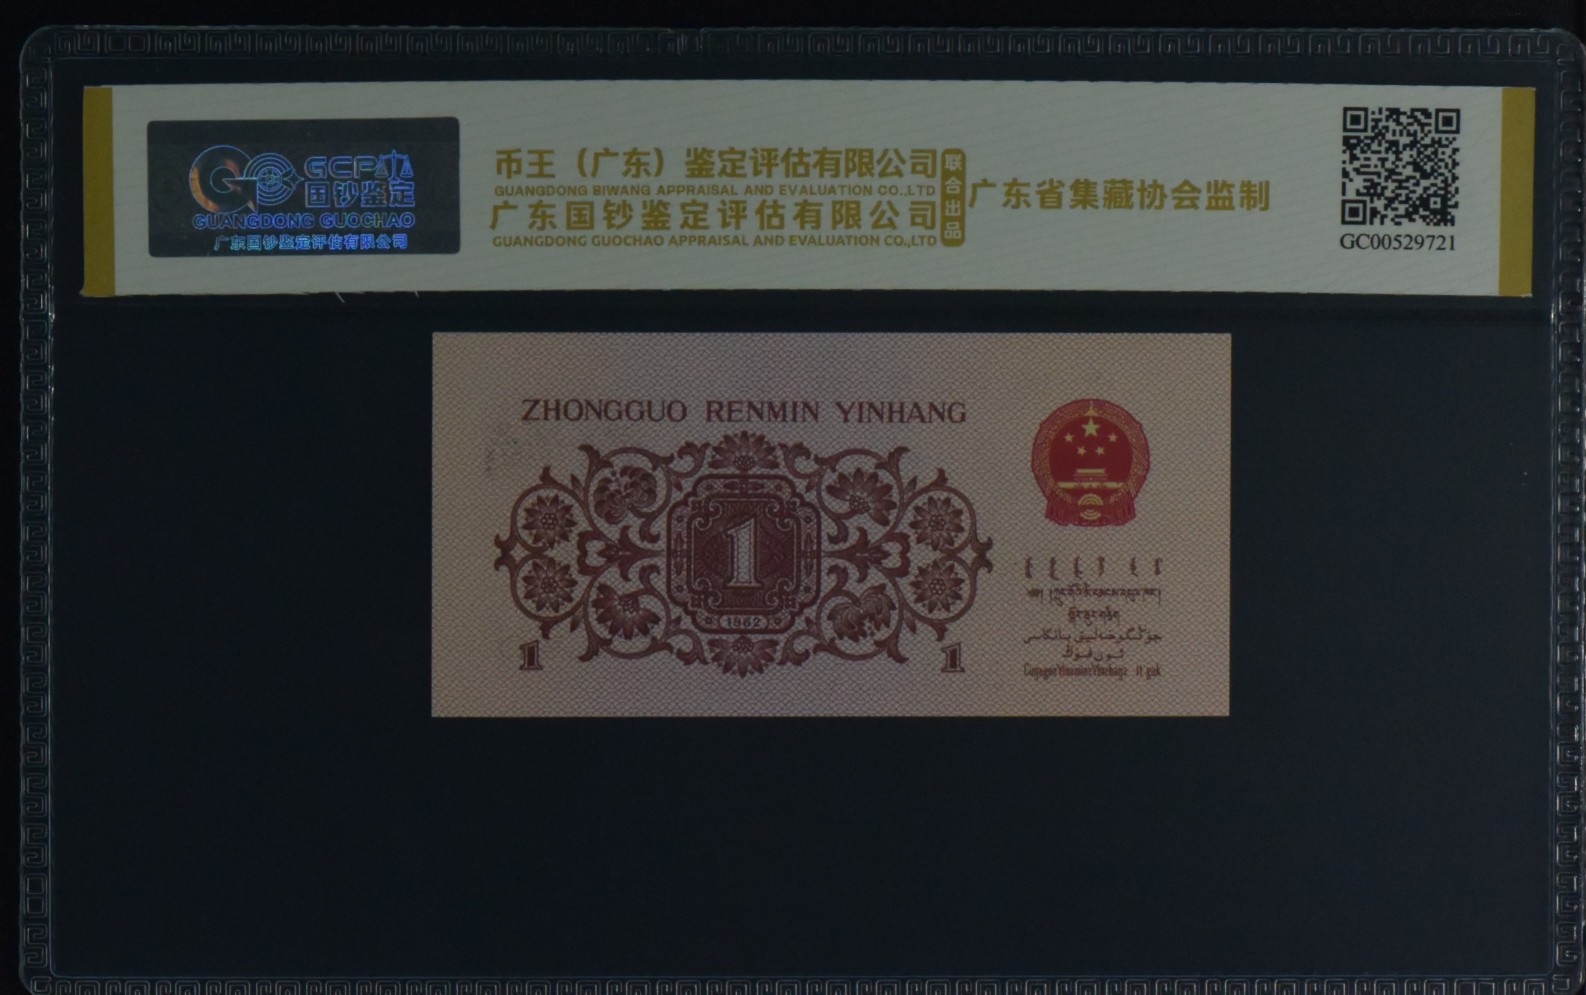 GCP
国钞鉴定
GUANGDONG GUOCHAO
广东国钞鉴定评估有限公司
币王（广东）鉴定评估有限公司
GUANGDONG BIWANG APPRAISAL AND EVALUATION CO.,LTD
广东国钞鉴定评估有限公司
GUANGDONG GUOCHAO APPRAISAL AND EVALUATION CO.,LTD
联合出品
广东省集藏协会监制
GC00529721
ZHONGGUO RENMIN YINHANG
1
(1962)
1
1